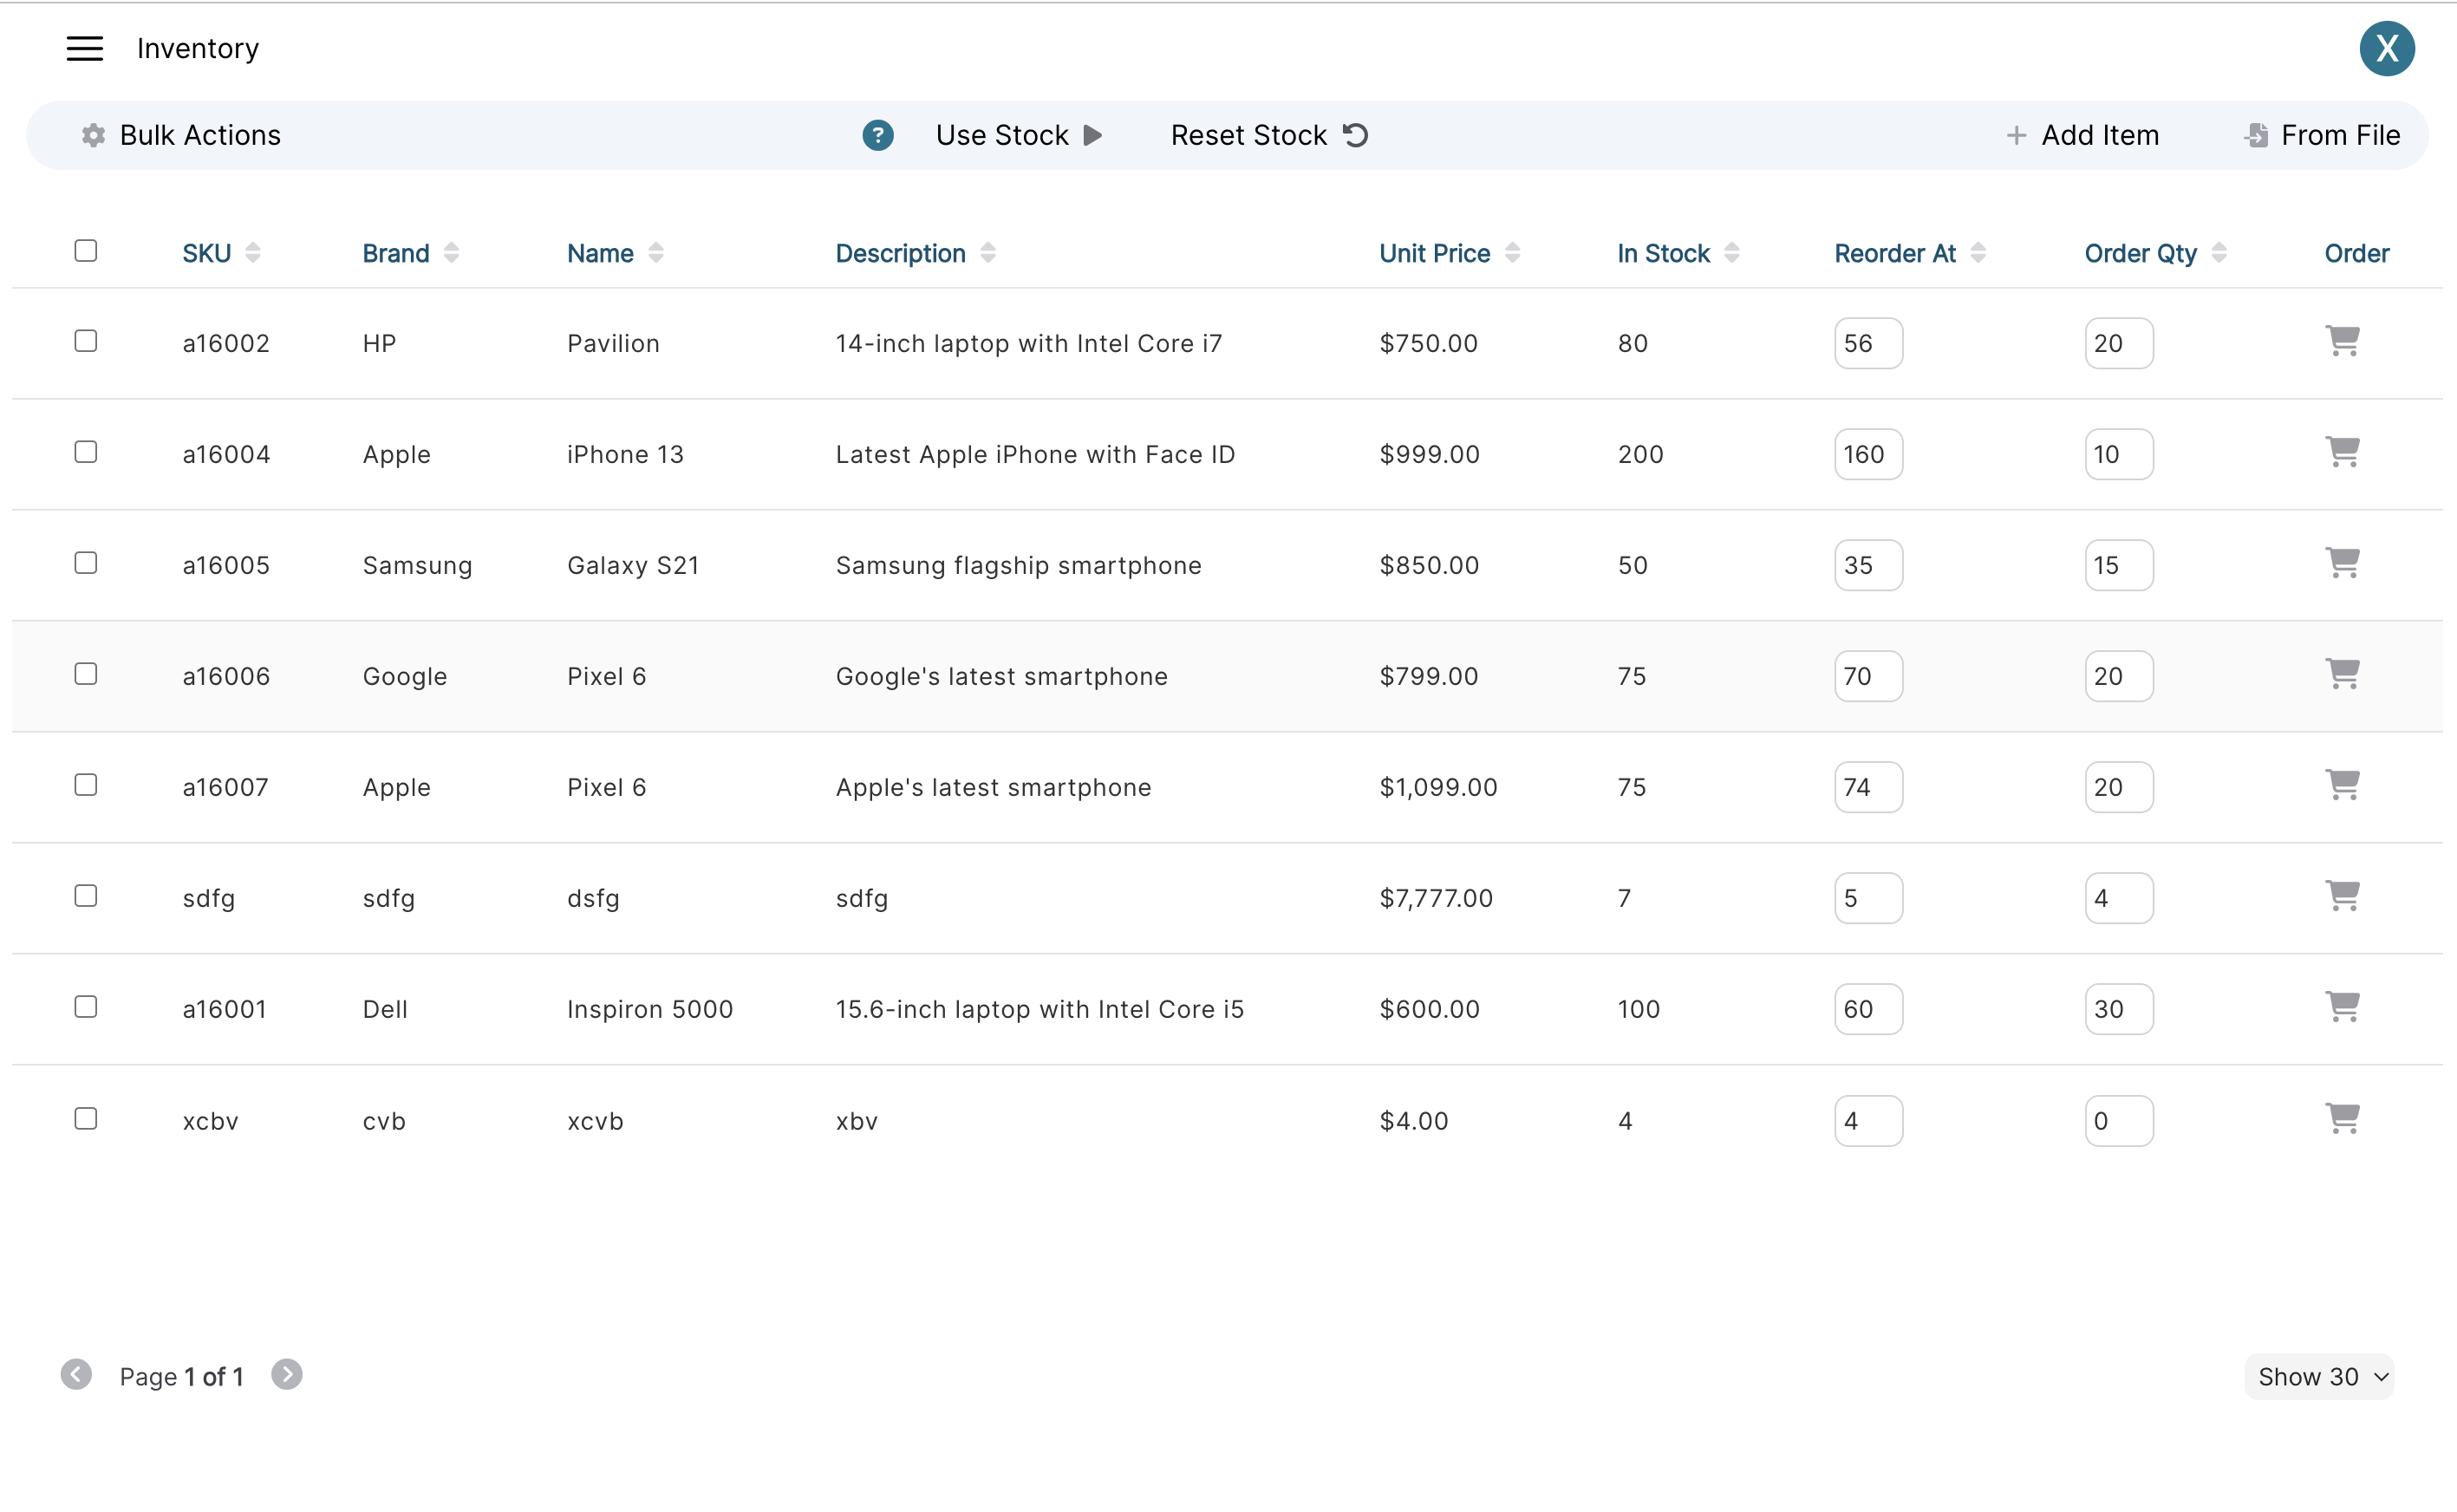 Inventory
X
Bulk Actions ? Use Stock Reset Stock + Add Item From File
SKU Brand Name Description Unit Price In Stock Reorder At Order Qty Order
a16002 HP Pavilion 14-inch laptop with Intel Core i7 $750.00 80 56 20
a16004 Apple iPhone 13 Latest Apple iPhone with Face ID $999.00 200 160 10
a16005 Samsung Galaxy S21 Samsung flagship smartphone $850.00 50 35 15
a16006 Google Pixel 6 Google's latest smartphone $799.00 75 70 20
a16007 Apple Pixel 6 Apple's latest smartphone $1,099.00 75 74 20
sdfg sdfg dsfg sdfg $7,777.00 7 5 4
a16001 Dell Inspiron 5000 15.6-inch laptop with Intel Core i5 $600.00 100 60 30
xcbv cvb xcvb xbv $4.00 4 4 0
Page 1 of 1 Show 30